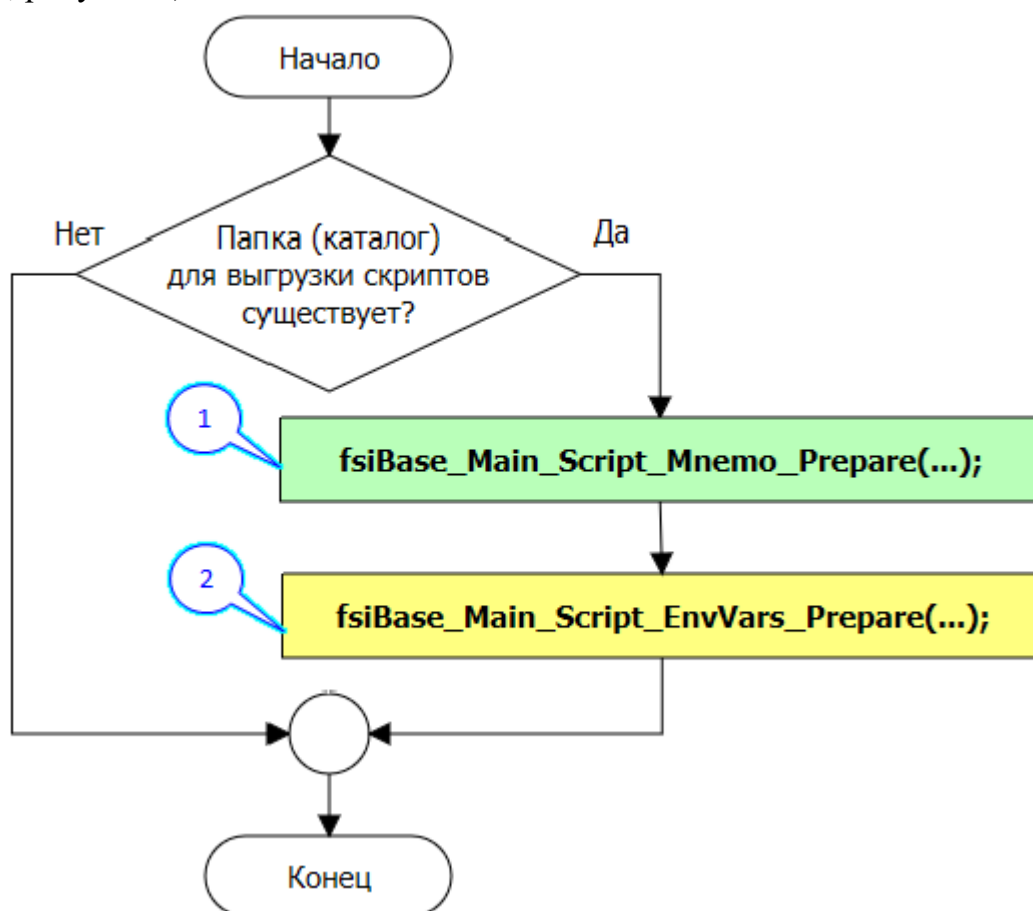 Начало
Нет
Да
Папка (каталог)
для выгрузки скриптов
существует?
1
fsiBase_Main_Script_Mnemo_Prepare(...);
2
fsiBase_Main_Script_EnvVars_Prepare(...);
Конец